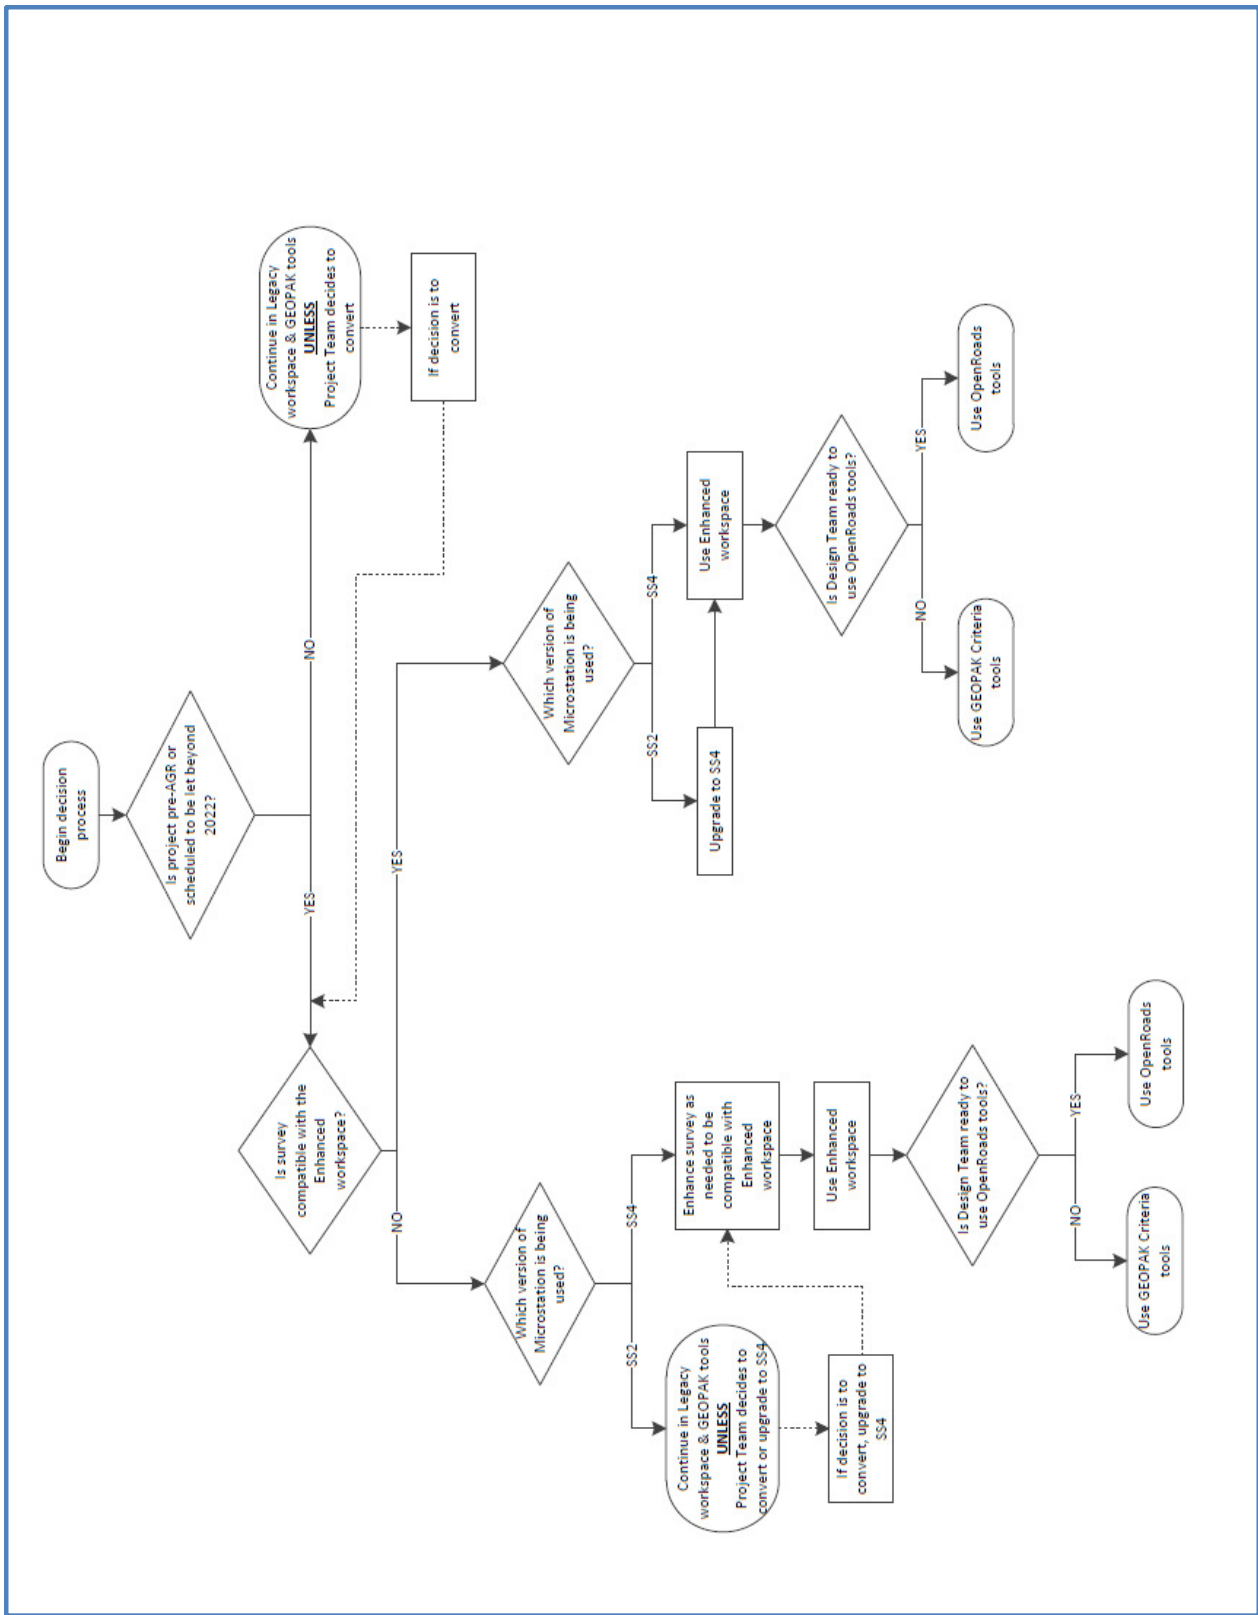 Begin decision
process
Is project pre-AGR or
scheduled to be let beyond
2022?
YES
NO
Continue in Legacy
workspace & GEOPAK tools
UNLESS
Project Team decides to
convert
If decision is to
convert
Is survey
compatible with the
Enhanced
workspace?
NO
YES
Which version of
Microstation is being
used?
SS2
SS4
Continue in Legacy
workspace & GEOPAK tools
UNLESS
Project Team decides to
convert or upgrade to SS4
If decision is to
convert, upgrade to
SS4
Enhance survey as
needed to be
compatible with
Enhanced
workspace
Use Enhanced
workspace
Is Design Team ready to
use OpenRoads tools?
NO
YES
Use GEOPAK Criteria
tools
Use OpenRoads
tools
Which version of
Microstation is being
used?
SS2
SS4
Upgrade to SS4
Use Enhanced
workspace
Is Design Team ready to
use OpenRoads tools?
NO
YES
Use GEOPAK Criteria
tools
Use OpenRoads
tools